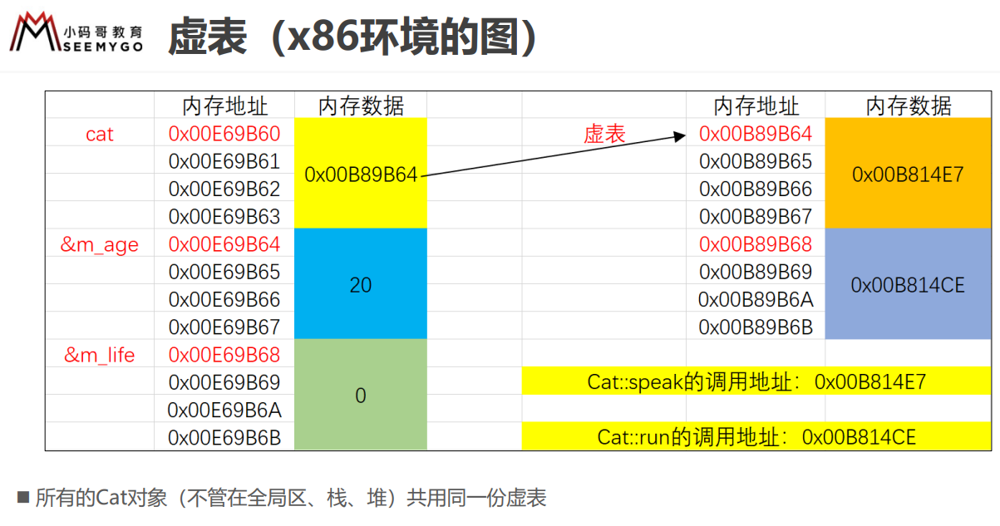 小码哥教育
SEEMYGO
虚表（x86环境的图）
内存地址 内存数据 内存地址 内存数据
cat 0x00E69B60 虚表 0x00B89B64
0x00E69B61 0x00B89B65
0x00B89B64 0x00B814E7
0x00E69B62 0x00B89B66
0x00E69B63 0x00B89B67
&m_age 0x00E69B64 0x00B89B68
0x00E69B65 0x00B89B69
20 0x00B814CE
0x00E69B66 0x00B89B6A
0x00E69B67 0x00B89B6B
&m_life 0x00E69B68
0x00E69B69 Cat::speak的调用地址：0x00B814E7
0
0x00E69B6A
0x00E69B6B Cat::run的调用地址：0x00B814CE
■ 所有的Cat对象（不管在全局区、栈、堆）共用同一份虚表